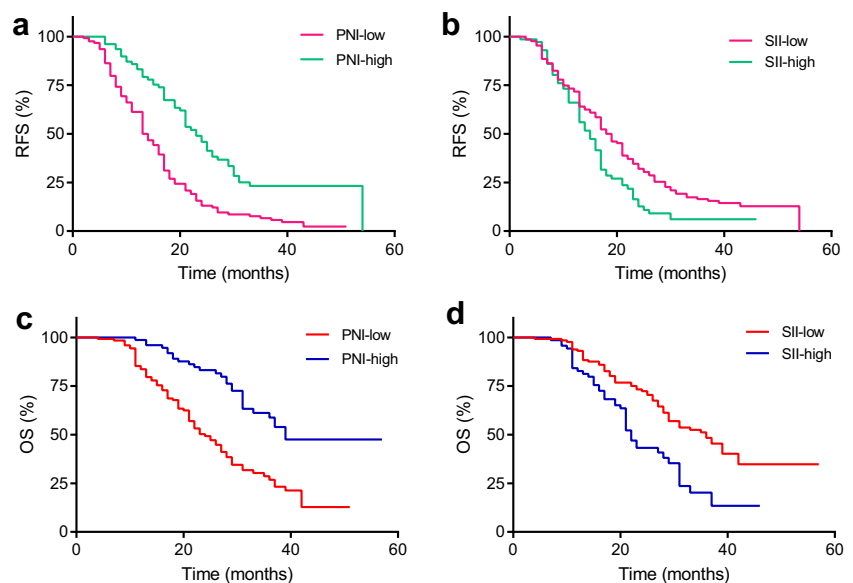 a
PNI-low
PNI-high
RFS (%)
100
75
50
25
0
0 20 40 60
Time (months)
b
SII-low
SII-high
RFS (%)
100
75
50
25
0
0 20 40 60
Time (months)
c
PNI-low
PNI-high
OS (%)
100
75
50
25
0
0 20 40 60
Time (months)
d
SII-low
SII-high
OS (%)
100
75
50
25
0
0 20 40 60
Time (months)